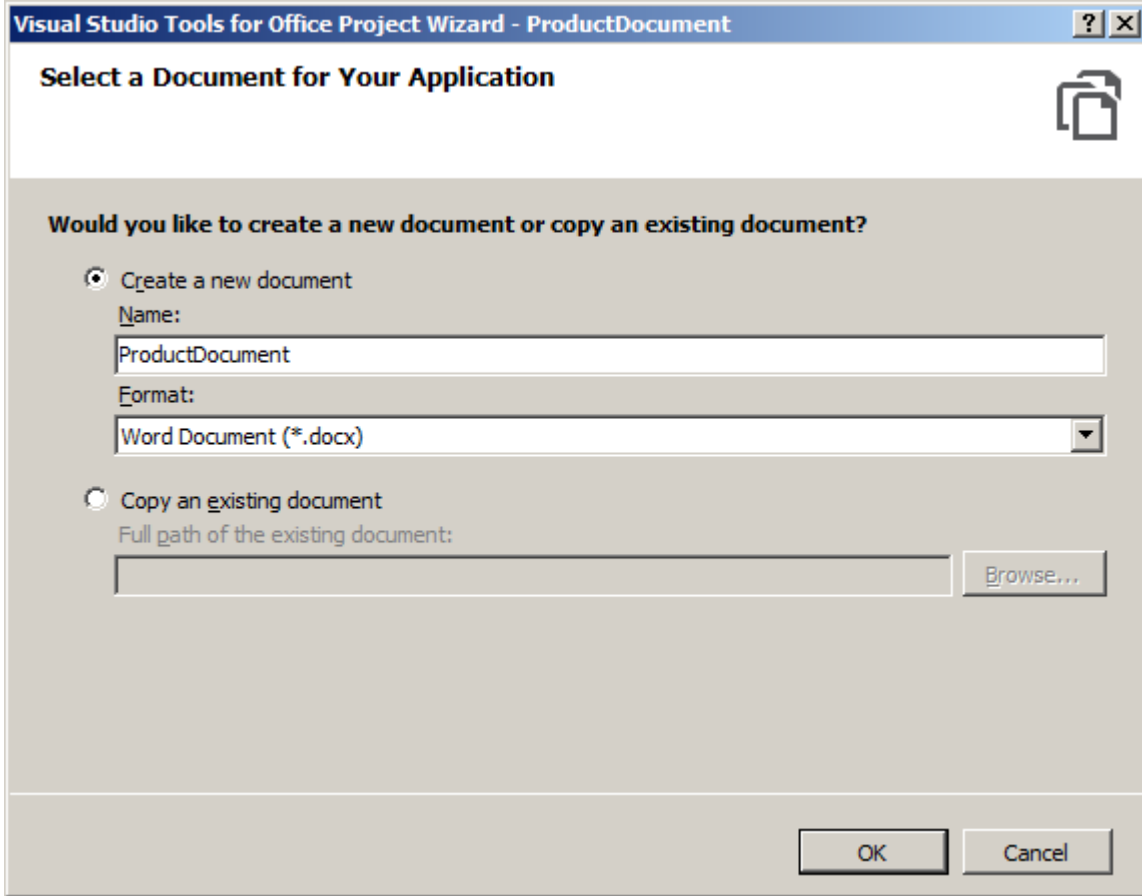 Visual Studio Tools for Office Project Wizard - ProductDocument
Select a Document for Your Application
Would you like to create a new document or copy an existing document?
Create a new document
Name:
ProductDocument
Format:
Word Document (*.docx)
Copy an existing document
Full path of the existing document:
Browse...
OK Cancel